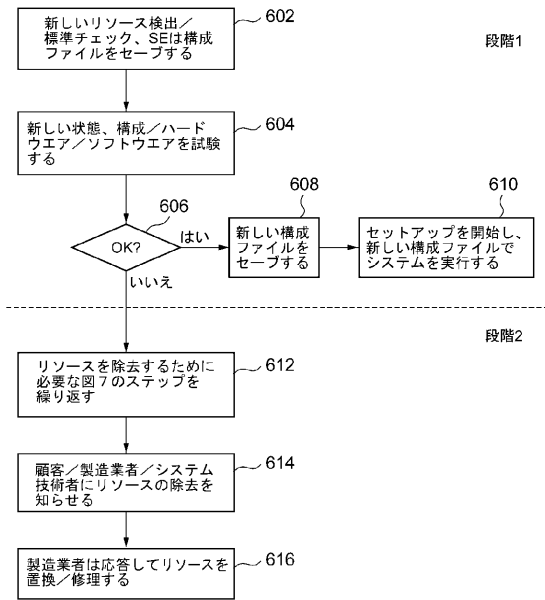 新しいリソース検出／
標準チェック、SEは構成
ファイルをセーブする
602
段階1
新しい状態、構成／ハード
ウエア／ソフトウエアを試験
する
604
606
OK?
はい
いいえ
608
新しい構成
ファイルを
セーブする
610
セットアップを開始し、
新しい構成ファイルで
システムを実行する
段階2
リソースを除去するために
必要な図７のステップを
繰り返す
612
顧客／製造業者／システム
技術者にリソースの除去を
知らせる
614
製造業者は応答してリソースを
置換／修理する
616